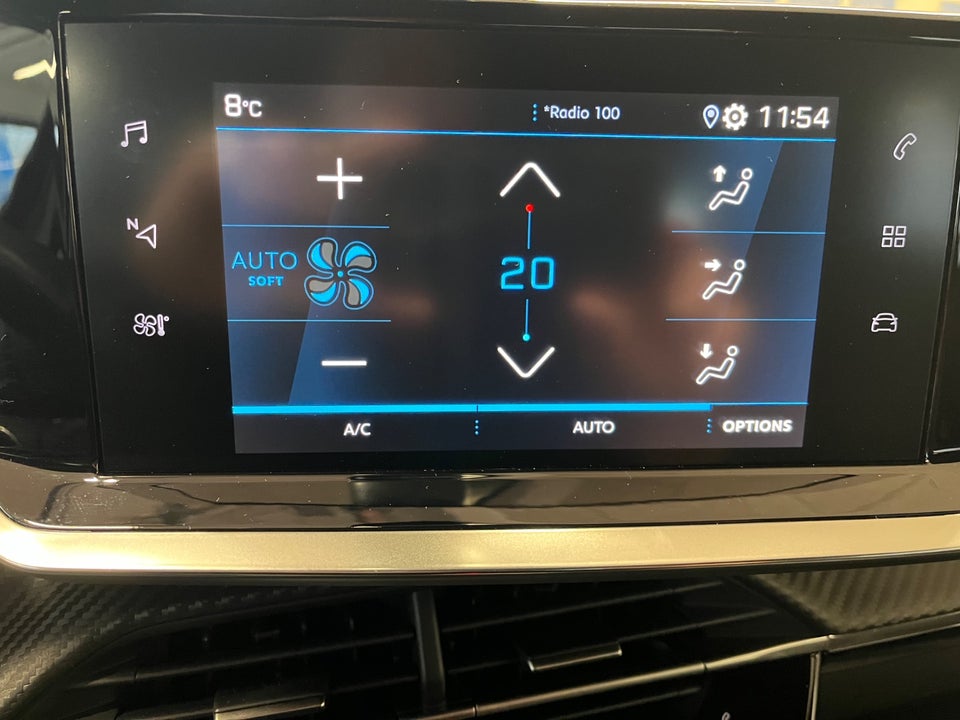 8°C
*Radio 100
11:54
N
AUTO
SOFT
20
A/C
AUTO
OPTIONS